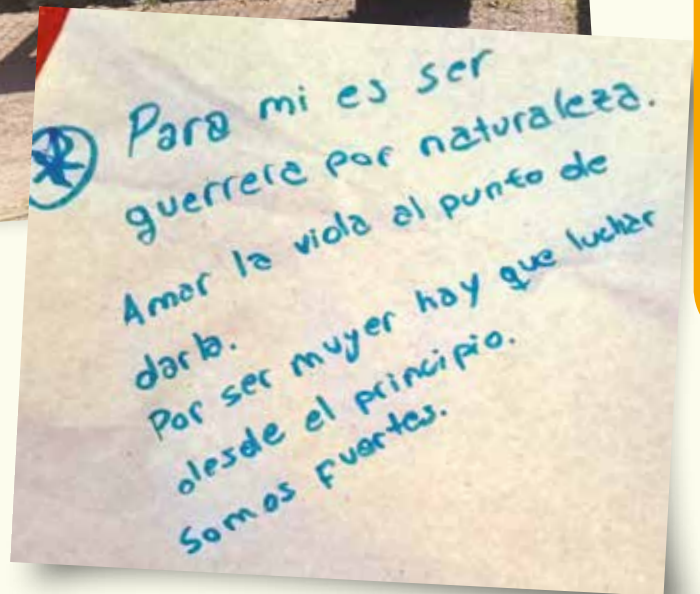 Para mi es ser
guerrera por naturaleza.
Amar la vida al punto de
darla.
Por ser muyer hay que luchar
desde el principio.
Somos fuertes.